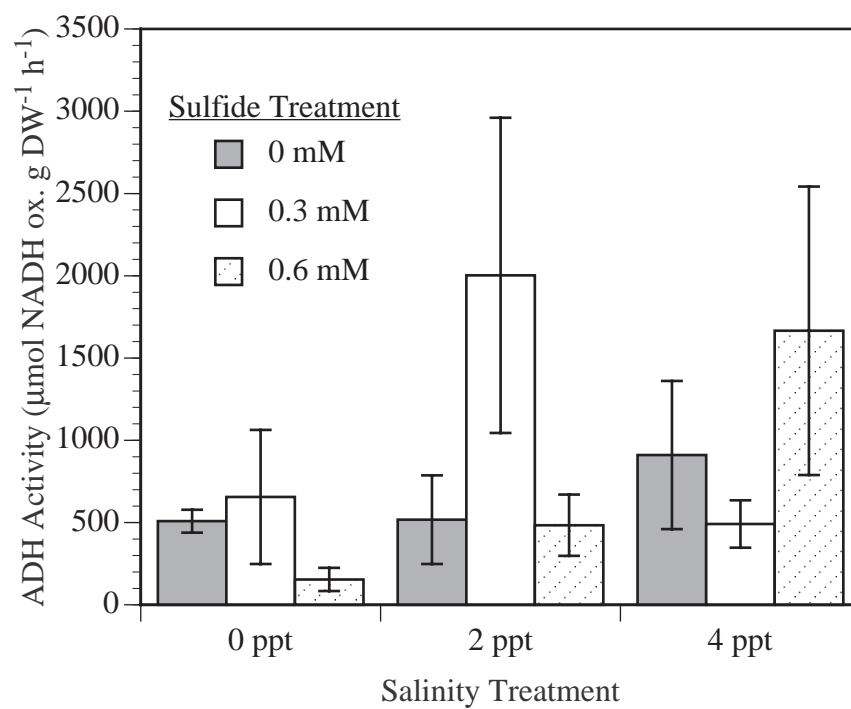 ADH Activity (μmol NADH ox. g DW⁻¹ h⁻¹)
3500
3000
2500
2000
1500
1000
500
0
Sulfide Treatment
0 mM
0.3 mM
0.6 mM
0 ppt
2 ppt
4 ppt
Salinity Treatment